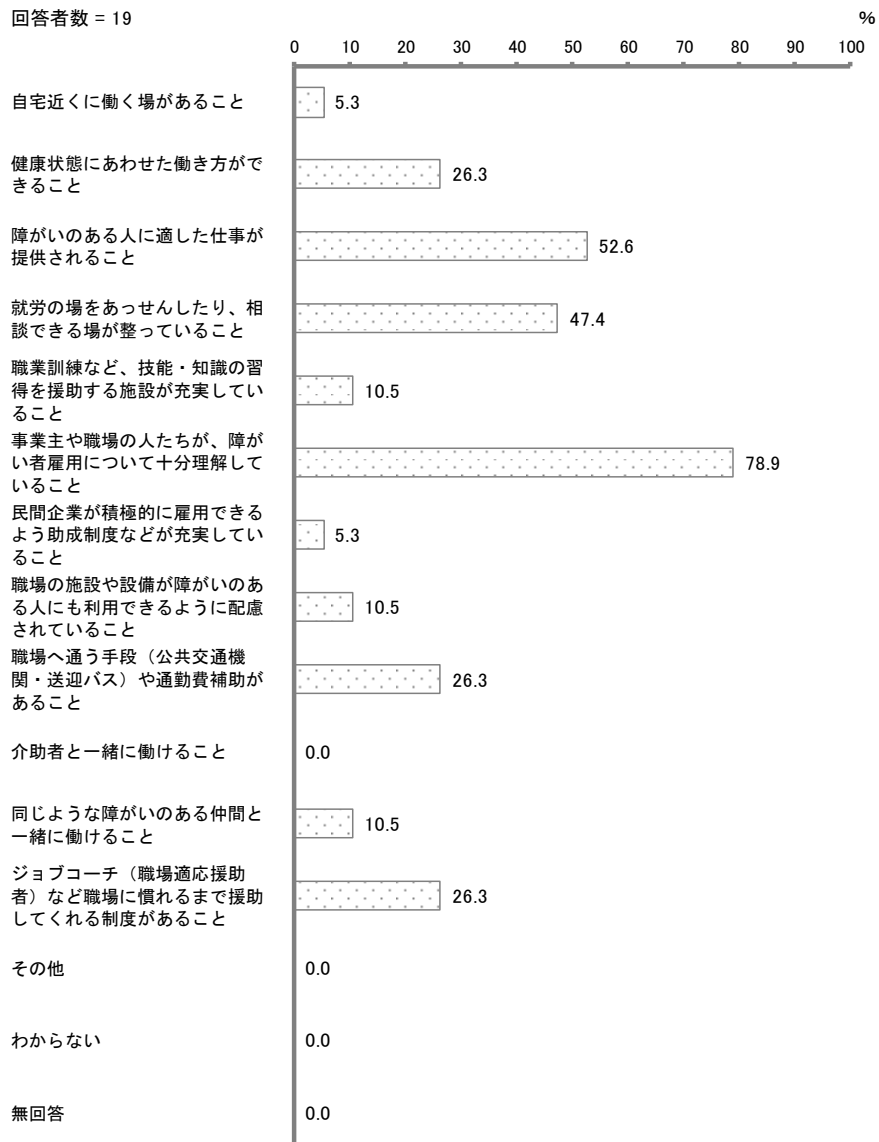 回答者数 = 19
%
0 10 20 30 40 50 60 70 80 90 100
自宅近くに働く場があること
5.3
健康状態にあわせた働き方がで
きること
26.3
障がいのある人に適した仕事が
提供されること
52.6
就労の場をあっせんしたり、相
談できる場が整っていること
47.4
職業訓練など、技能・知識の習
得を援助する施設が充実してい
ること
10.5
事業主や職場の人たちが、障が
い者雇用について十分理解して
いること
78.9
民間企業が積極的に雇用できる
よう助成制度などが充実してい
ること
5.3
職場の施設や設備が障がいのあ
る人にも利用できるように配慮
されていること
10.5
職場へ通う手段（公共交通機
関・送迎バス）や通勤費補助が
あること
26.3
介助者と一緒に働けること
0.0
同じような障がいのある仲間と
一緒に働けること
10.5
ジョブコーチ（職場適応援助
者）など職場に慣れるまで援助
してくれる制度があること
26.3
その他
0.0
わからない
0.0
無回答
0.0